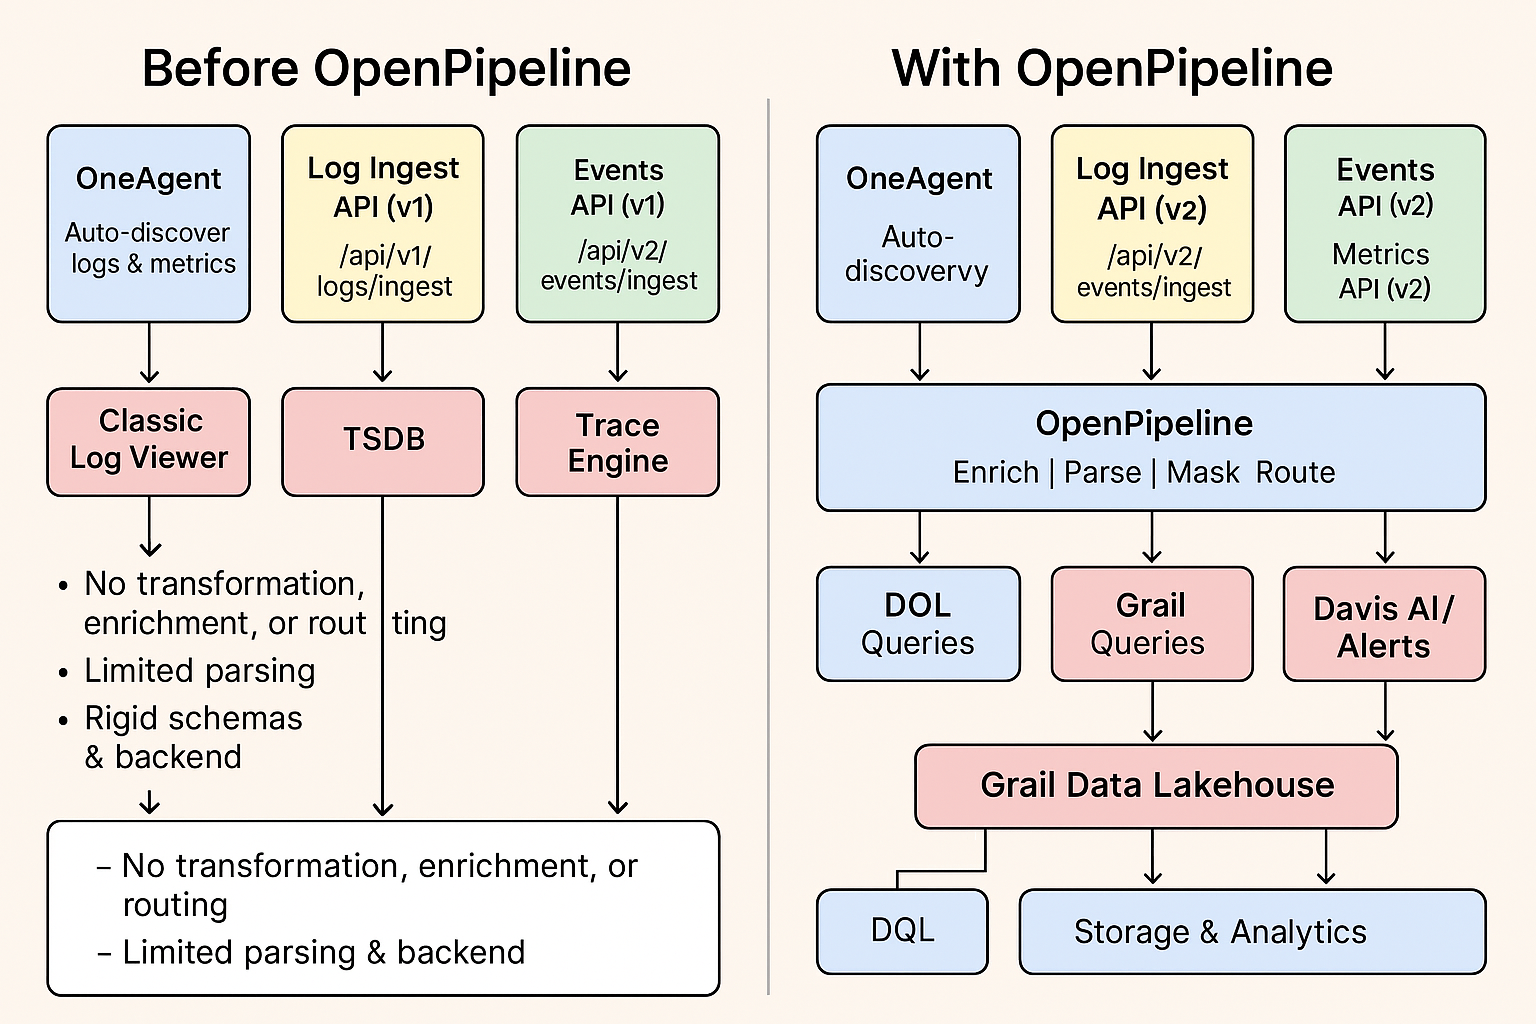 Before OpenPipeline
OneAgent
Auto-discover
logs & metrics
Log Ingest
API (v1)
/api/v1/
logs/ingest
Events
API (v1)
/api/v2/
events/ingest
Classic
Log Viewer
TSDB
Trace
Engine
• No transformation,
enrichment, or rout ting
• Limited parsing
• Rigid schemas
& backend
– No transformation, enrichment, or
routing
– Limited parsing & backend
With OpenPipeline
OneAgent
Auto-
discovervy
Log Ingest
API (v2)
/api/v2/
events/ingest
Events
API (v2)
Metrics
API (v2)
OpenPipeline
Enrich | Parse | Mask Route
DOL
Queries
Grail
Queries
Davis AI/
Alerts
Grail Data Lakehouse
DQL
Storage & Analytics